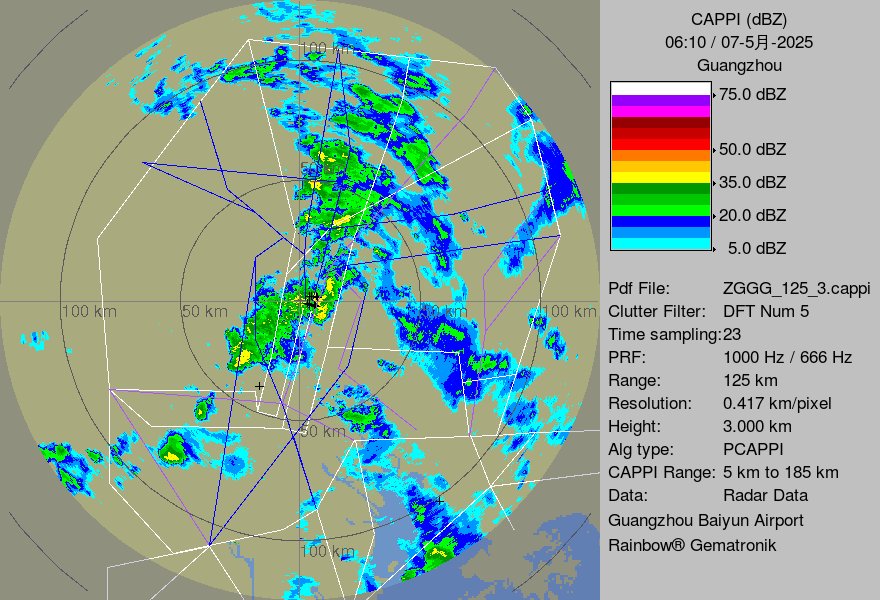 CAPPI (dBZ)
06:10 / 07-5月-2025
Guangzhou
75.0 dBZ
50.0 dBZ
35.0 dBZ
20.0 dBZ
5.0 dBZ
Pdf File: ZGGG_125_3.cappi
Clutter Filter: DFT Num 5
Time sampling:23
PRF: 1000 Hz / 666 Hz
Range: 125 km
Resolution: 0.417 km/pixel
Height: 3.000 km
Alg type: PCAPPI
CAPPI Range: 5 km to 185 km
Data: Radar Data
Guangzhou Baiyun Airport
Rainbow® Gematronik
100 km
100 km
50 km
100 km
50 km
100 km